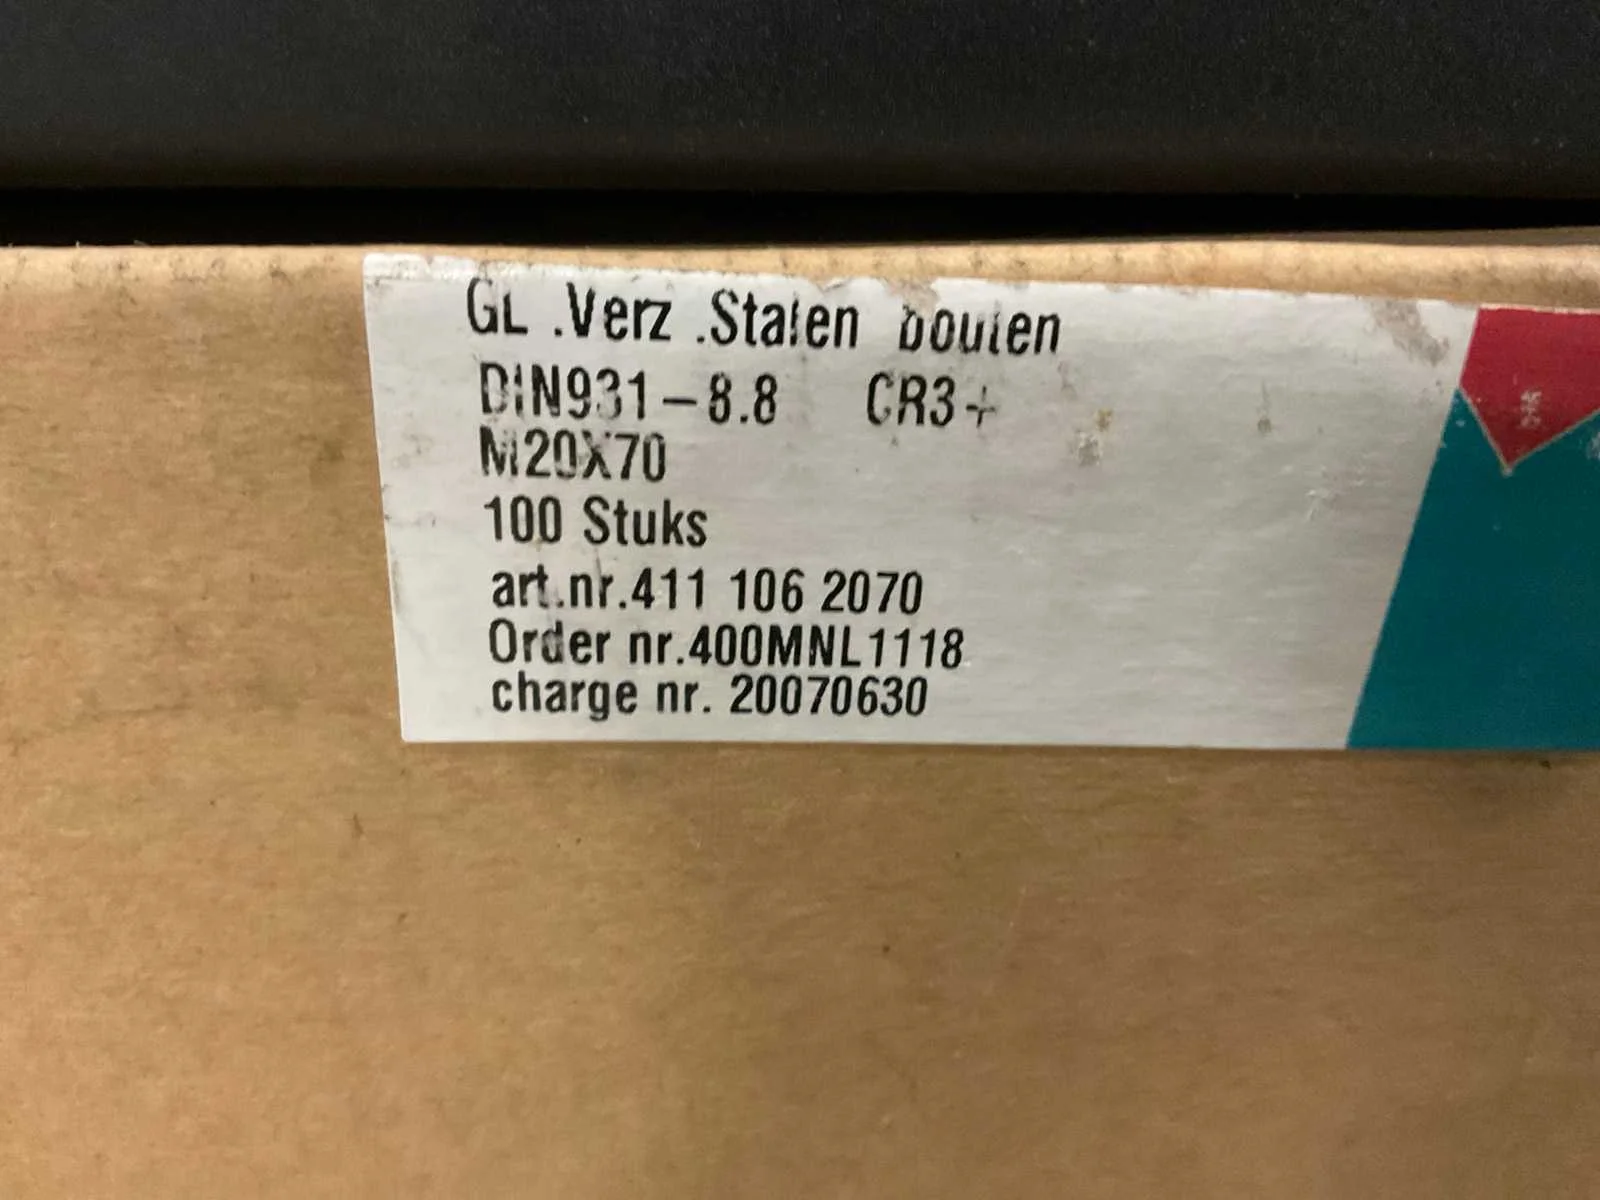 GL .Verz .Stalen bouten
DIN931-8.8 CR3+
M20X70
100 Stuks
art.nr.411 106 2070
Order nr.400MNL1118
charge nr. 20070630